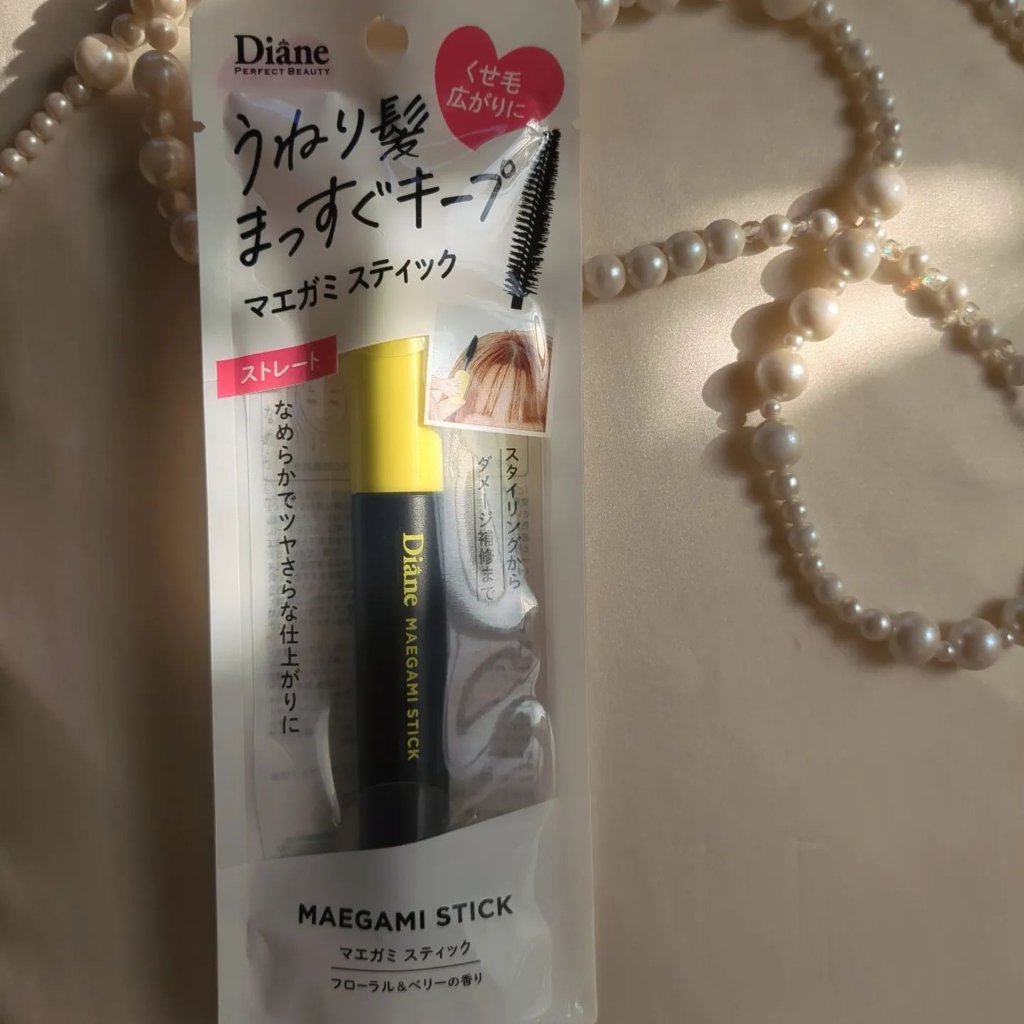 Diane
PERFECT BEAUTY
くせ毛
広がりに
うねり髪
まっすぐキープ
マエガミ スティック
ストレート
なめらかでツヤさらな仕上がりに
スタイリングから
ダメージ補修まで
Diane MAEGAMI STICK
MAEGAMI STICK
マエガミ スティック
フローラル&ベリーの香り